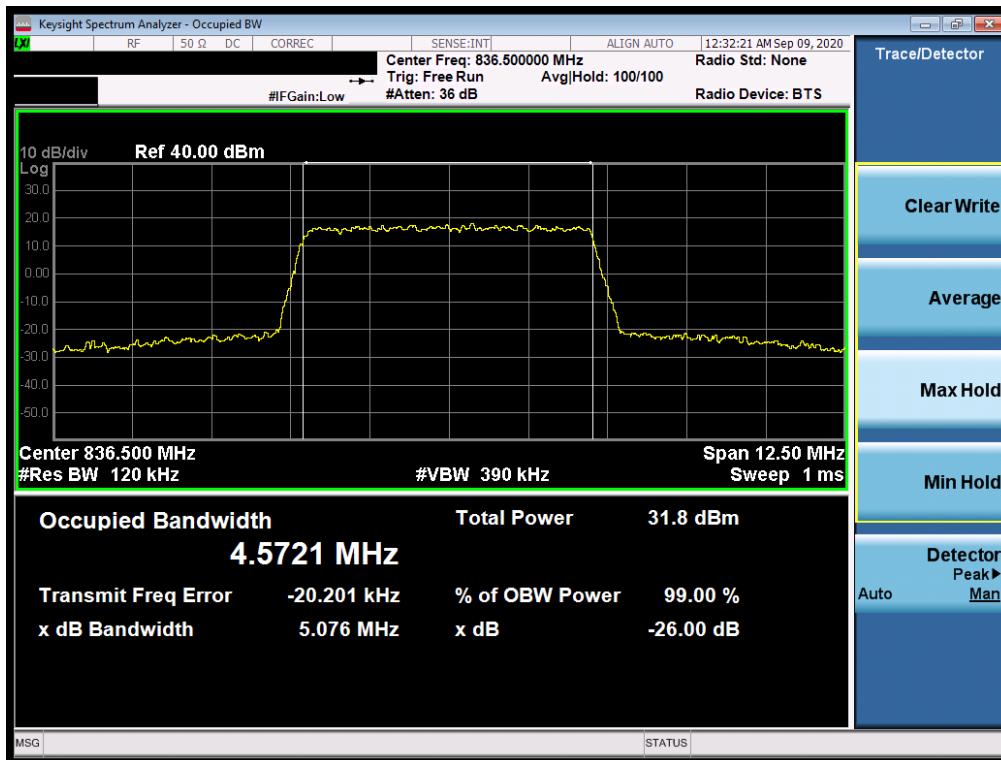 Keysight Spectrum Analyzer - Occupied BW
LXI RF 50 Ω DC CORREC SENSE:INT ALIGN AUTO 12:32:21 AM Sep 09, 2020
Center Freq: 836.500000 MHz Radio Std: None
Trig: Free Run Avg|Hold: 100/100
#IFGain:Low #Atten: 36 dB Radio Device: BTS
Trace/Detector
10 dB/div Ref 40.00 dBm
Log
30.0
20.0
10.0
0.00
-10.0
-20.0
-30.0
-40.0
-50.0
Center 836.500 MHz Span 12.50 MHz
#Res BW 120 kHz #VBW 390 kHz Sweep 1 ms
Occupied Bandwidth Total Power 31.8 dBm
4.5721 MHz
Transmit Freq Error -20.201 kHz % of OBW Power 99.00 %
x dB Bandwidth 5.076 MHz x dB -26.00 dB
Clear Write
Average
Max Hold
Min Hold
Detector
Peak▶
Auto Man
MSG STATUS